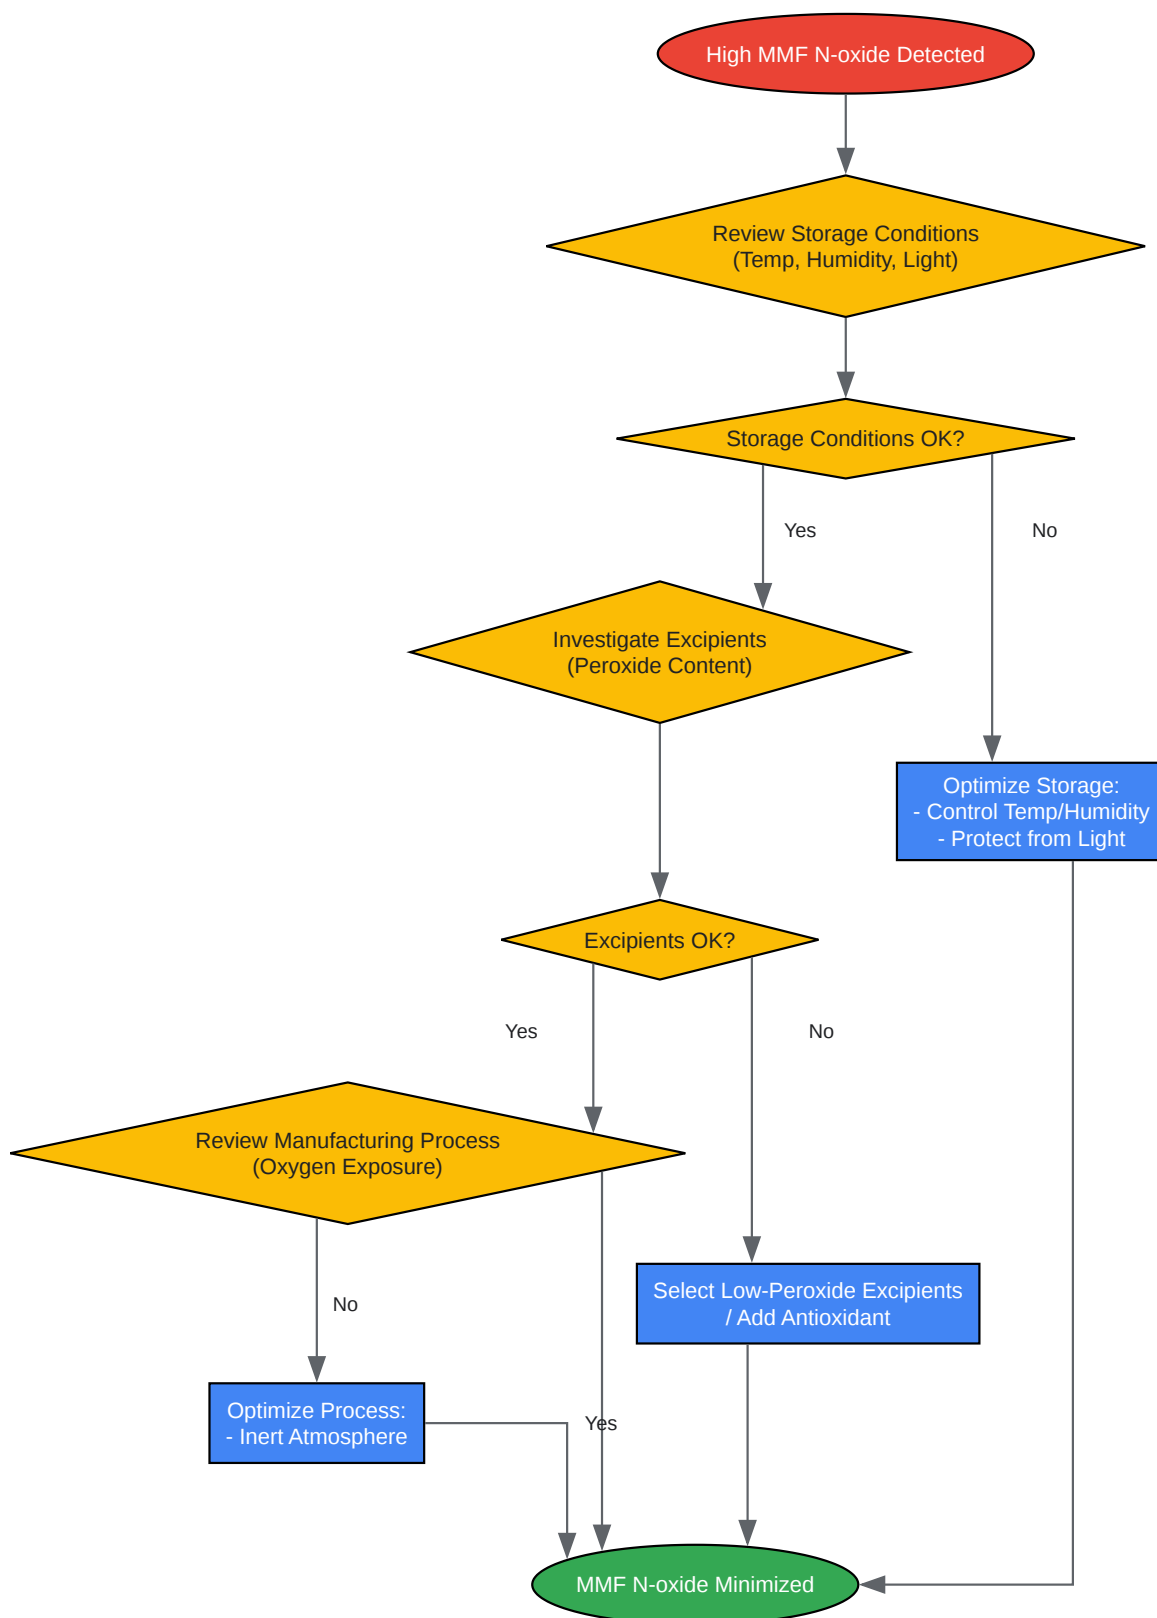 High MMF N-oxide Detected
Review Storage Conditions
(Temp, Humidity, Light)
Storage Conditions OK?
Yes
No
Investigate Excipients
(Peroxide Content)
Optimize Storage:
- Control Temp/Humidity
- Protect from Light
Excipients OK?
Yes
No
Review Manufacturing Process
(Oxygen Exposure)
Select Low-Peroxide Excipients
/ Add Antioxidant
No
Optimize Process:
- Inert Atmosphere
Yes
MMF N-oxide Minimized